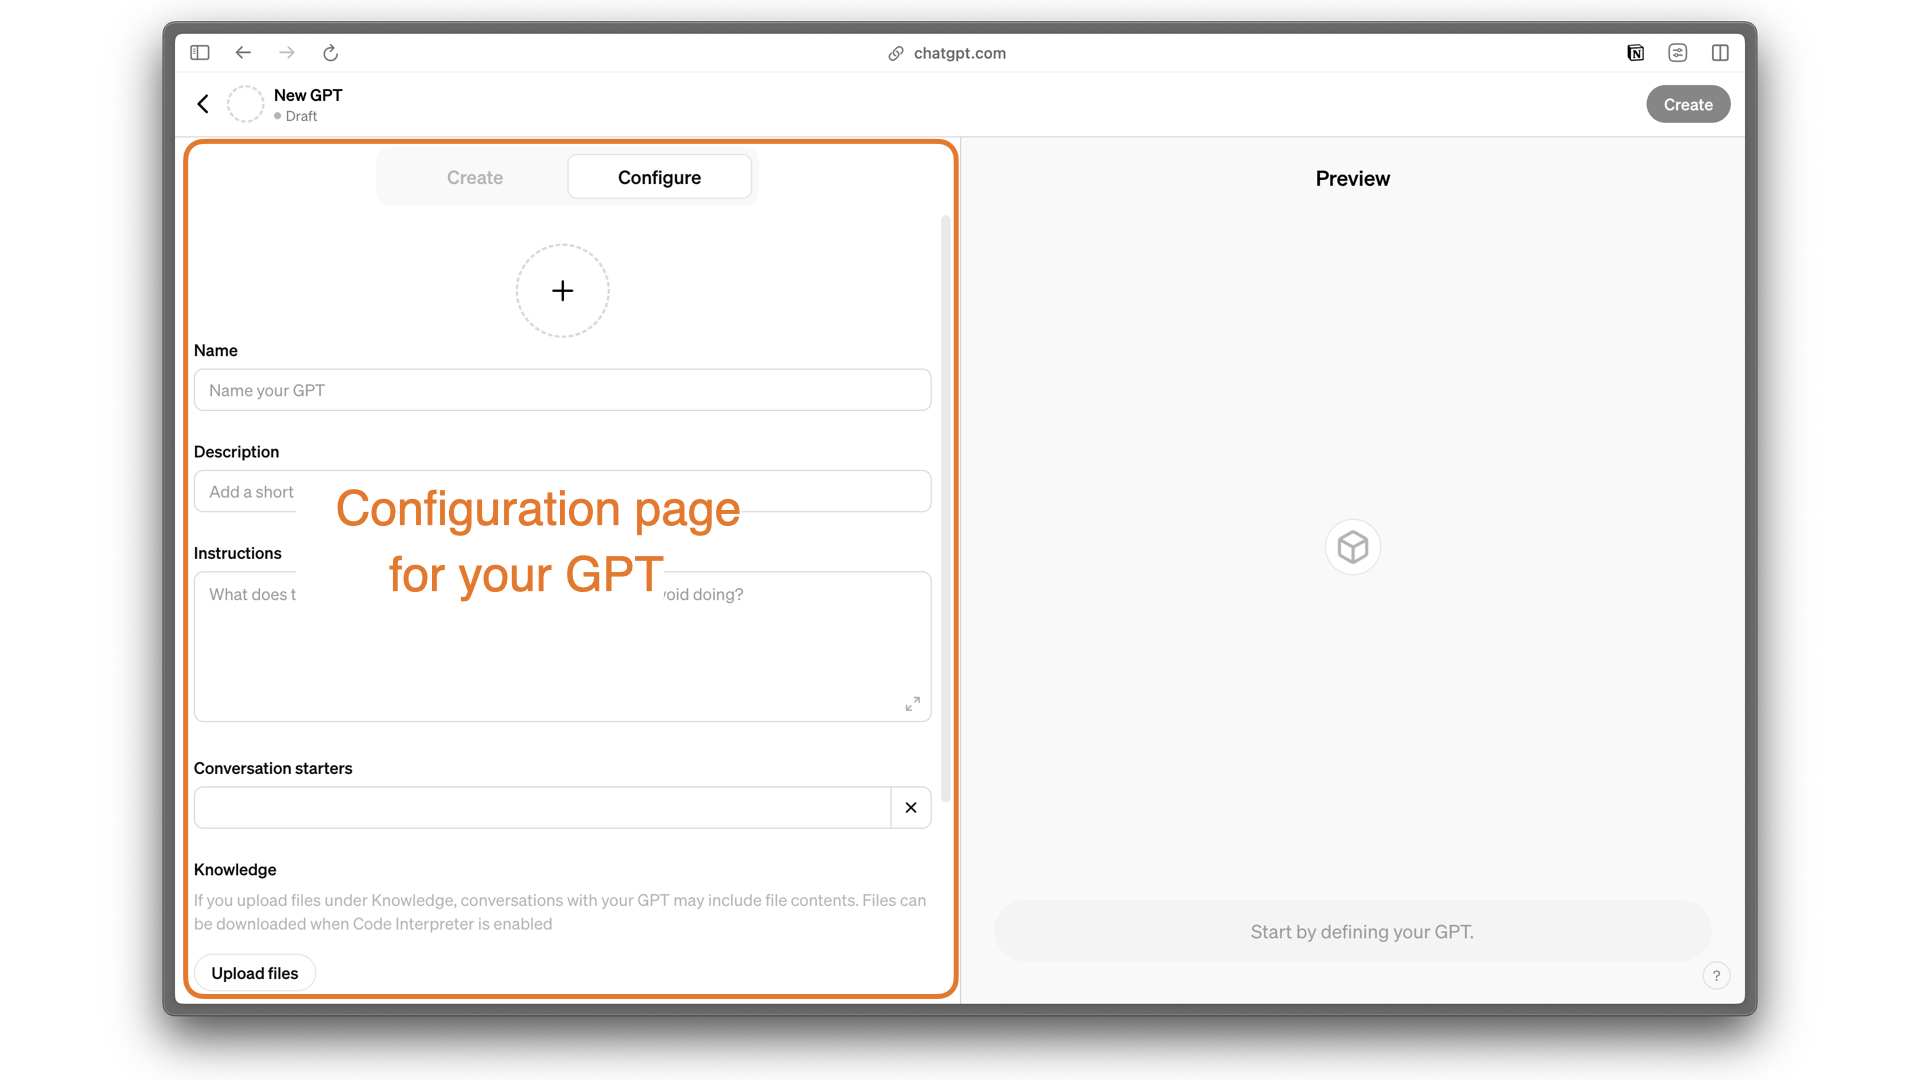 chatgpt.com
New GPT
Draft
Create
Create
Configure
Preview
Name
Name your GPT
Description
Add a short
Configuration page
for your GPT
Instructions
What does t
void doing?
Conversation starters
Knowledge
If you upload files under Knowledge, conversations with your GPT may include file contents. Files can
be downloaded when Code Interpreter is enabled
Upload files
Start by defining your GPT.
?